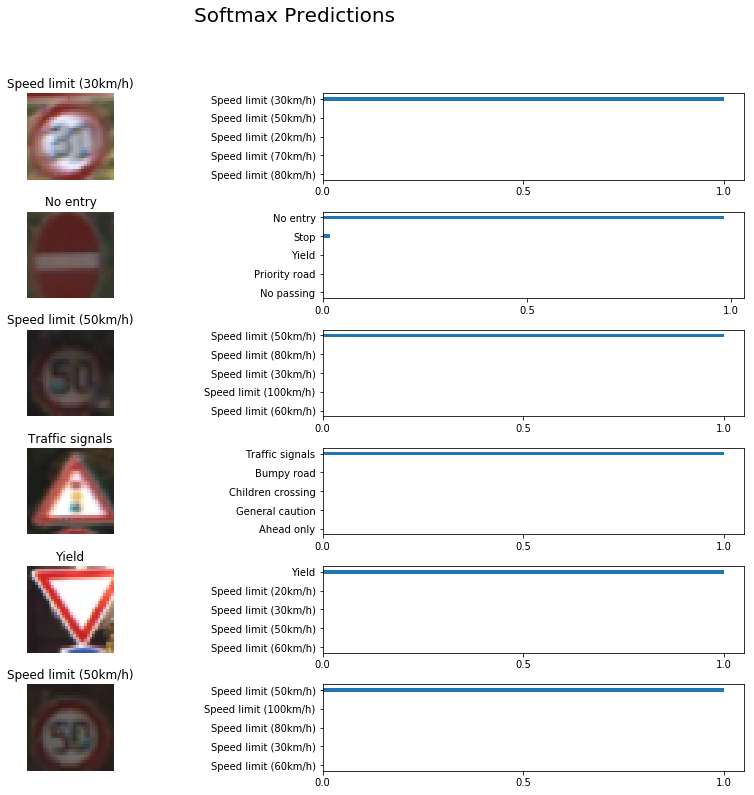 Softmax Predictions
Speed limit (30km/h)
30
Speed limit (30km/h)
Speed limit (50km/h)
Speed limit (20km/h)
Speed limit (70km/h)
Speed limit (80km/h)
0.0 0.5 1.0
No entry
No entry
Stop
Yield
Priority road
No passing
0.0 0.5 1.0
Speed limit (50km/h)
50
Speed limit (50km/h)
Speed limit (80km/h)
Speed limit (30km/h)
Speed limit (100km/h)
Speed limit (60km/h)
0.0 0.5 1.0
Traffic signals
Traffic signals
Bumpy road
Children crossing
General caution
Ahead only
0.0 0.5 1.0
Yield
Yield
Speed limit (20km/h)
Speed limit (30km/h)
Speed limit (50km/h)
Speed limit (60km/h)
0.0 0.5 1.0
Speed limit (50km/h)
50
Speed limit (50km/h)
Speed limit (100km/h)
Speed limit (80km/h)
Speed limit (30km/h)
Speed limit (60km/h)
0.0 0.5 1.0